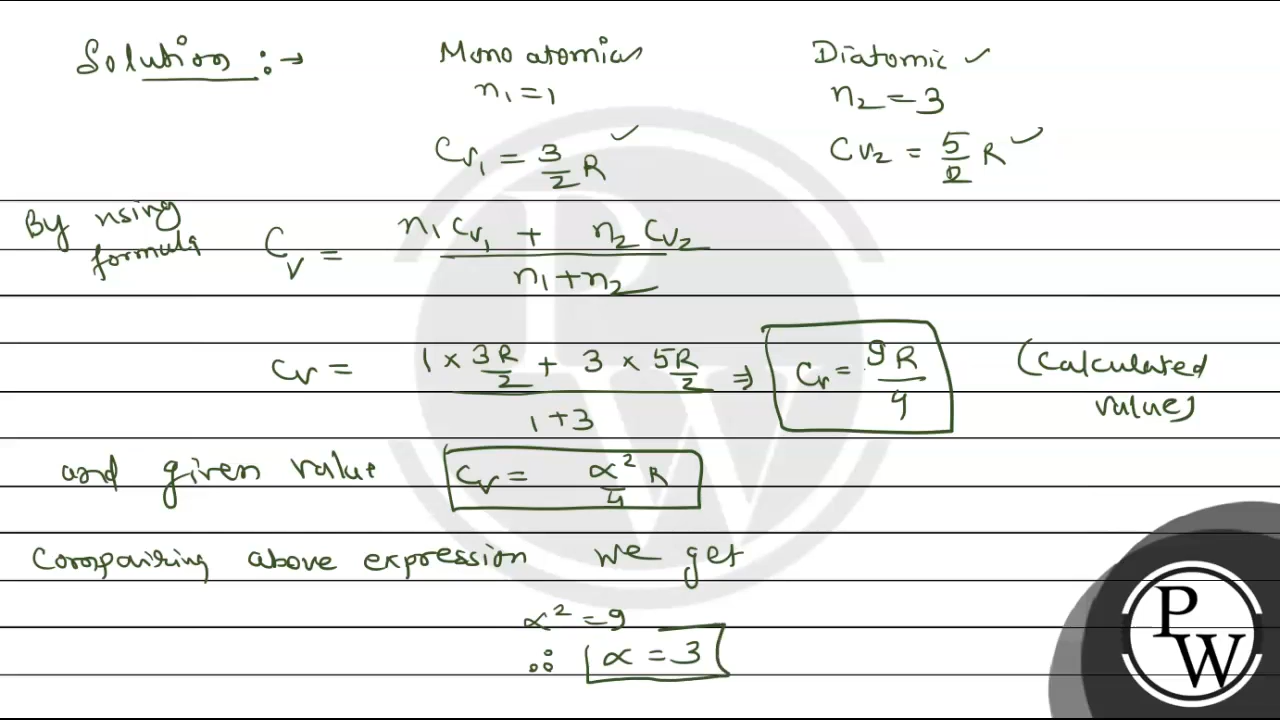 Solution :→ Mono atomic Diatomic ✓
n₁ = 1 n₂ = 3
Cv₁ = 3/2 R ✓ Cv₂ = 5/2 R ✓
By using formula Cv = (n₁Cv₁ + n₂Cv₂)/(n₁+n₂)
Cv = (1 × 3R/2 + 3 × 5R/2)/(1+3) ⇒ Cv = 9R/4 (Calculated value)
and given value Cv = α²/4 R
Comparing above expression we get
α² = 9
∴ α = 3
PW